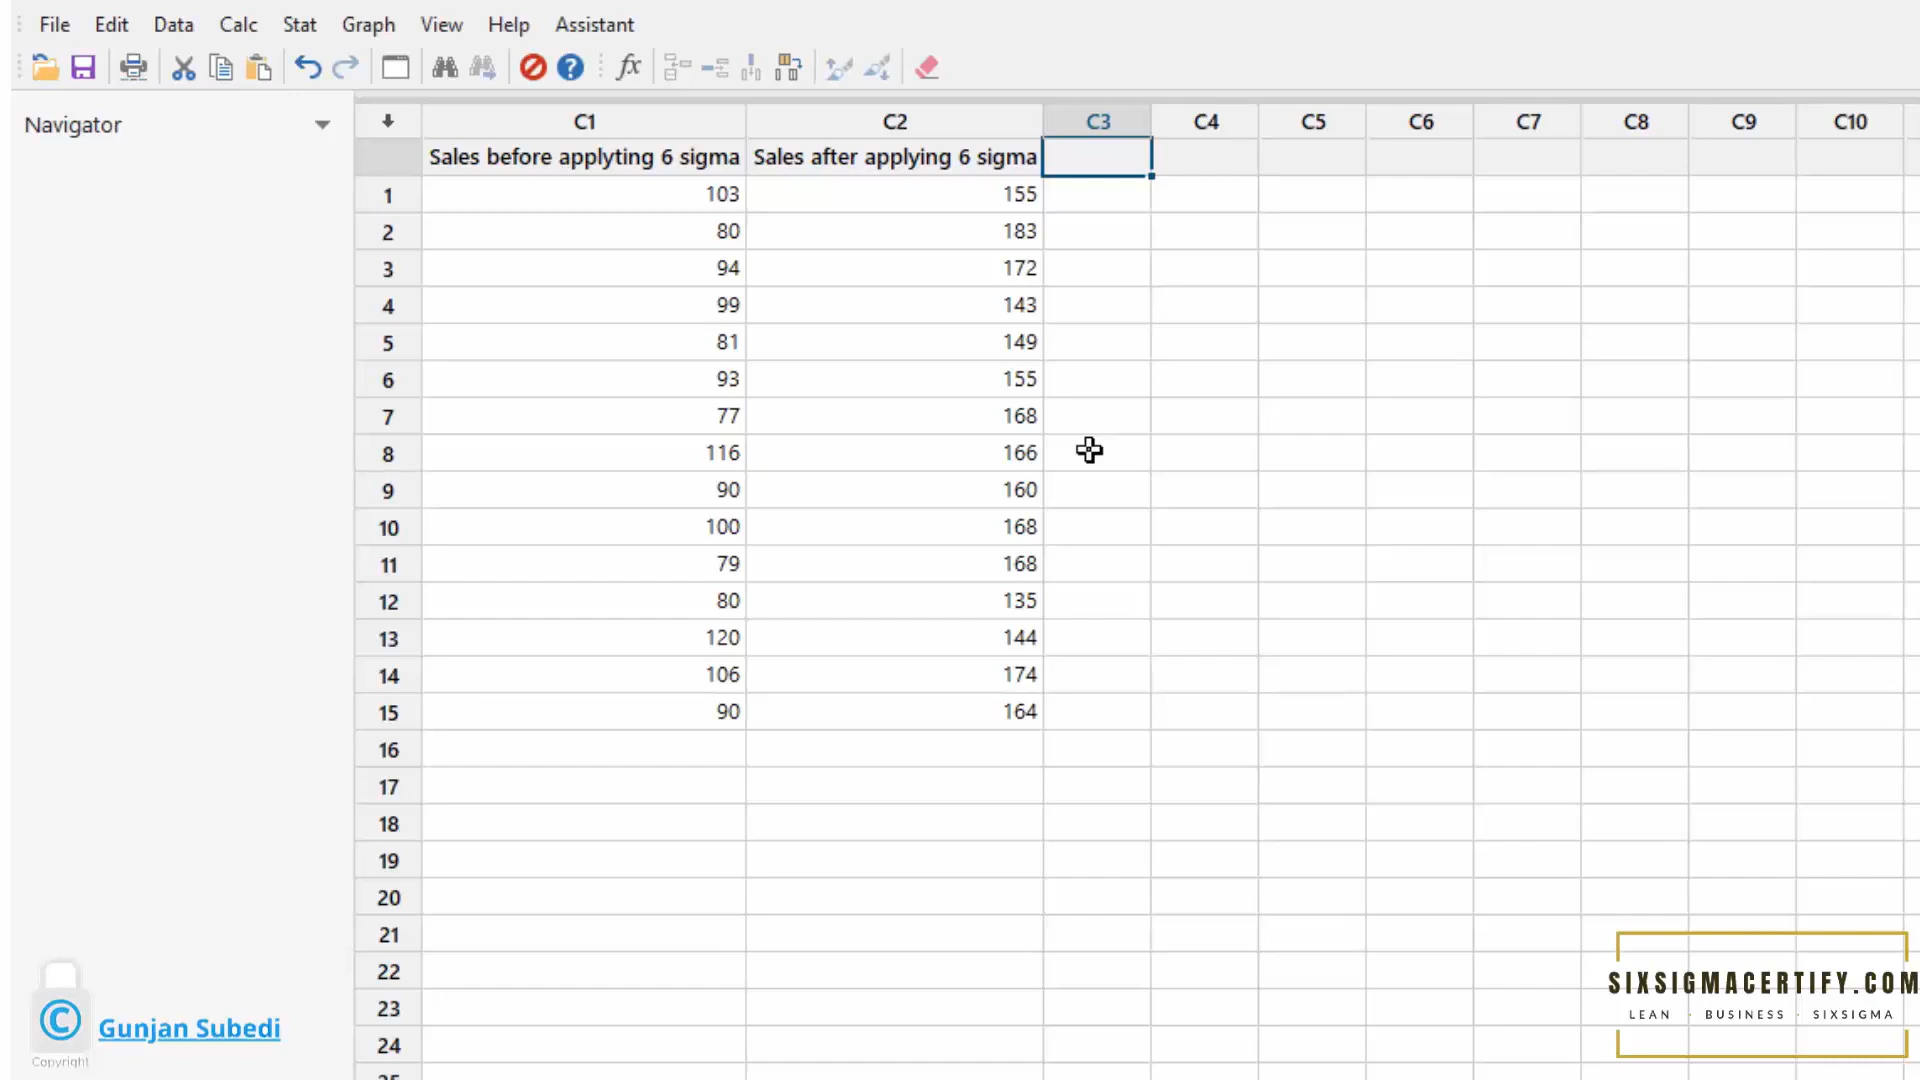 File Edit Data Calc Stat Graph View Help Assistant
fx
Navigator
C1 C2 C3 C4 C5 C6 C7 C8 C9 C10
Sales before applyting 6 sigma Sales after applying 6 sigma
1 103 155
2 80 183
3 94 172
4 99 143
5 81 149
6 93 155
7 77 168
8 116 166
9 90 160
10 100 168
11 79 168
12 80 135
13 120 144
14 106 174
15 90 164
16
17
18
19
20
21
22
23
24
© Gunjan Subedi
Copyright
SIXSIGMACERTIFY.COM
LEAN · BUSINESS · SIXSIGMA